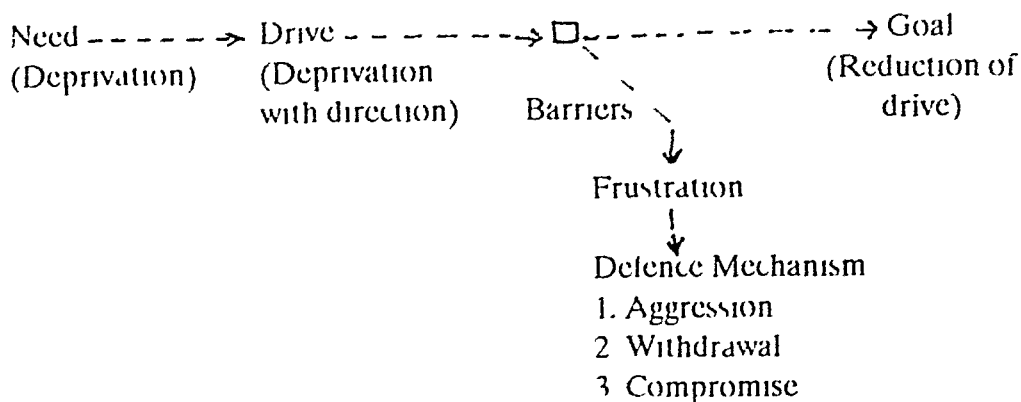 Need Drive Goal
(Deprivation) (Deprivation (Reduction of
with direction) Barriers drive)
Frustration
Defence Mechanism
1. Aggression
2 Withdrawal
3 Compromise